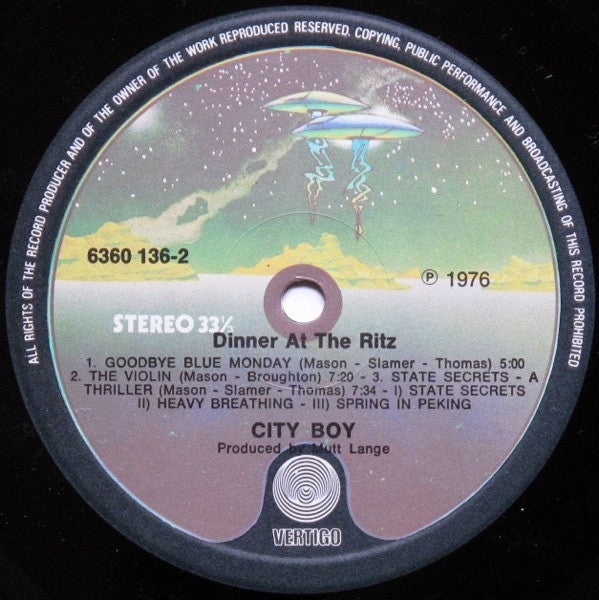 ALL RIGHTS OF THE RECORD PRODUCER AND OF THE OWNER OF THE WORK REPRODUCED RESERVED. COPYING, PUBLIC PERFORMANCE AND BROADCASTING OF THIS RECORD PROHIBITED
6360 136-2
℗ 1976
STEREO 33⅓
Dinner At The Ritz
1. GOODBYE BLUE MONDAY (Mason - Slamer - Thomas) 5:00
2. THE VIOLIN (Mason - Broughton) 7:20 - 3. STATE SECRETS - A
THRILLER (Mason - Slamer - Thomas) 7:34 - I) STATE SECRETS
II) HEAVY BREATHING - III) SPRING IN PEKING
CITY BOY
Produced by Mutt Lange
VERTIGO